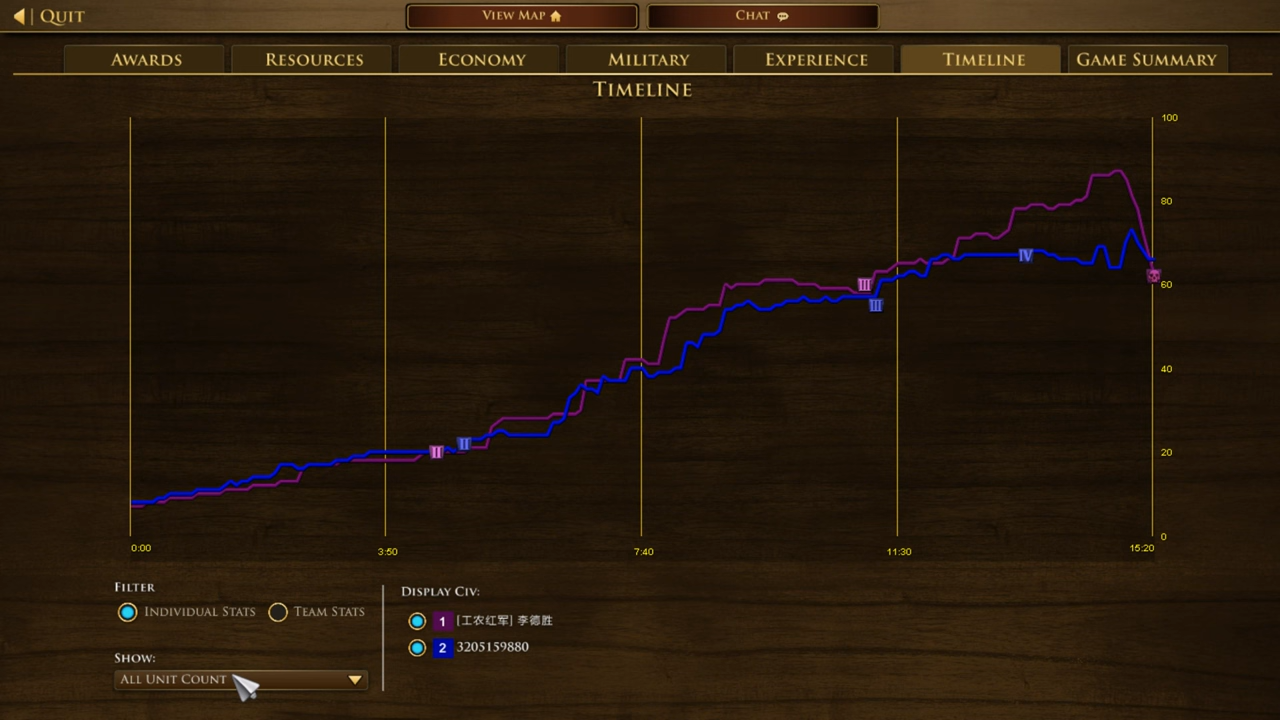 QUIT
VIEW MAP
CHAT
AWARDS
RESOURCES
ECONOMY
MILITARY
EXPERIENCE
TIMELINE
GAME SUMMARY
TIMELINE
100
80
60
40
20
0
III
III
IV
II
II
0:00
3:50
7:40
11:30
15:20
FILTER
INDIVIDUAL STATS
TEAM STATS
SHOW:
ALL UNIT COUNT
DISPLAY CIV:
1 [工农红军] 李德胜
2 3205159880